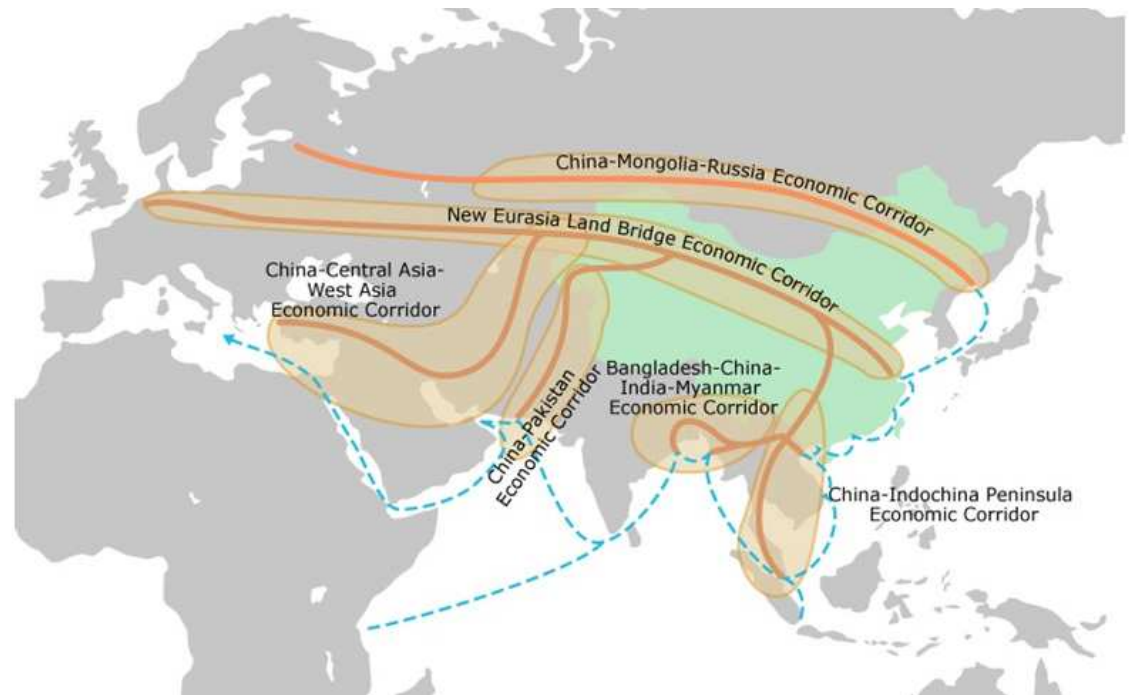 China-Mongolia-Russia Economic Corridor
New Eurasia Land Bridge Economic Corridor
China-Central Asia-
West Asia
Economic Corridor
Bangladesh-China-
India-Myanmar
Economic Corridor
China-Pakistan
Economic Corridor
China-Indochina Peninsula
Economic Corridor